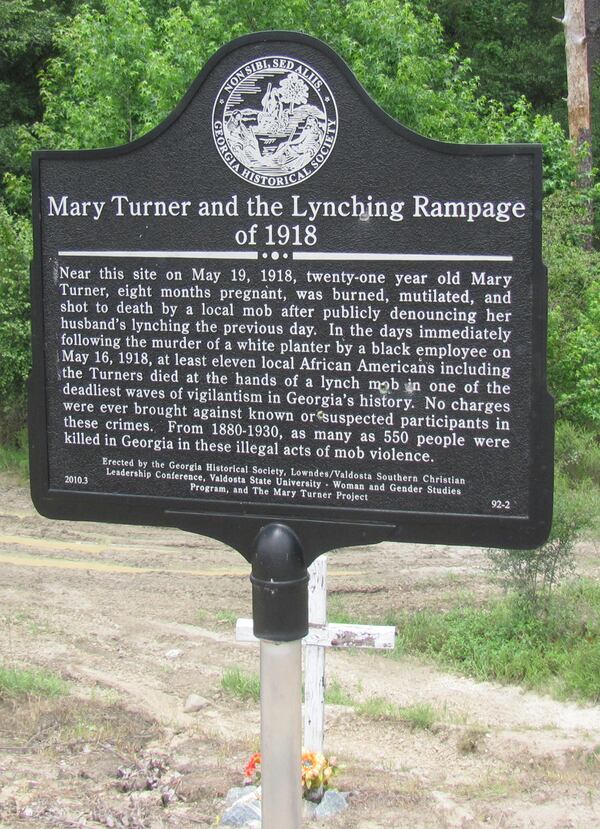 NON SIBI, SED ALIIS.
GEORGIA HISTORICAL SOCIETY
Mary Turner and the Lynching Rampage
of 1918
Near this site on May 19, 1918, twenty-one year old Mary
Turner, eight months pregnant, was burned, mutilated, and
shot to death by a local mob after publicly denouncing her
husband's lynching the previous day. In the days immediately
following the murder of a white planter by a black employee on
May 16, 1918, at least eleven local African Americans including
the Turners died at the hands of a lynch mob in one of the
deadliest waves of vigilantism in Georgia's history. No charges
were ever brought against known or suspected participants in
these crimes. From 1880-1930, as many as 550 people were
killed in Georgia in these illegal acts of mob violence.
Erected by the Georgia Historical Society, Lowndes/Valdosta Southern Christian
Leadership Conference, Valdosta State University - Woman and Gender Studies
Program, and The Mary Turner Project
2010.3
92-2